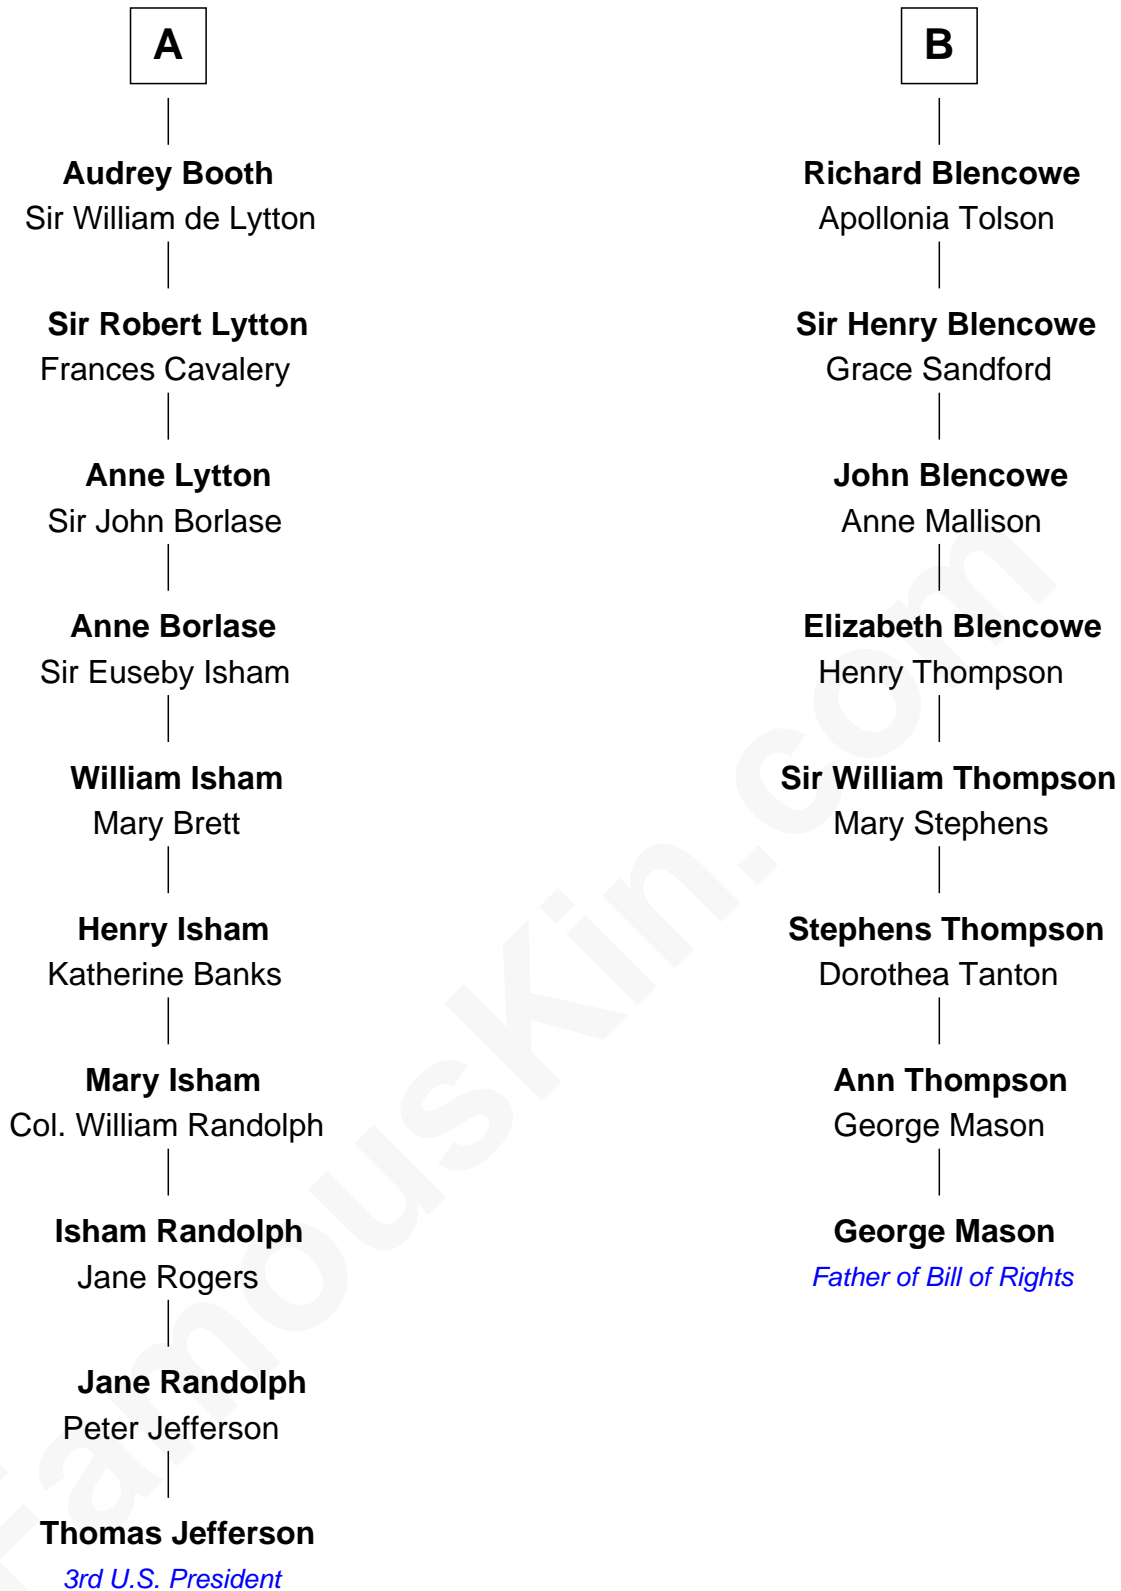 A
Audrey Booth
Sir William de Lytton
Sir Robert Lytton
Frances Cavalery
Anne Lytton
Sir John Borlase
Anne Borlase
Sir Euseby Isham
William Isham
Mary Brett
Henry Isham
Katherine Banks
Mary Isham
Col. William Randolph
Isham Randolph
Jane Rogers
Jane Randolph
Peter Jefferson
Thomas Jefferson
3rd U.S. President
B
Richard Blencowe
Apollonia Tolson
Sir Henry Blencowe
Grace Sandford
John Blencowe
Anne Mallison
Elizabeth Blencowe
Henry Thompson
Sir William Thompson
Mary Stephens
Stephens Thompson
Dorothea Tanton
Ann Thompson
George Mason
George Mason
Father of Bill of Rights
FamousKin.com